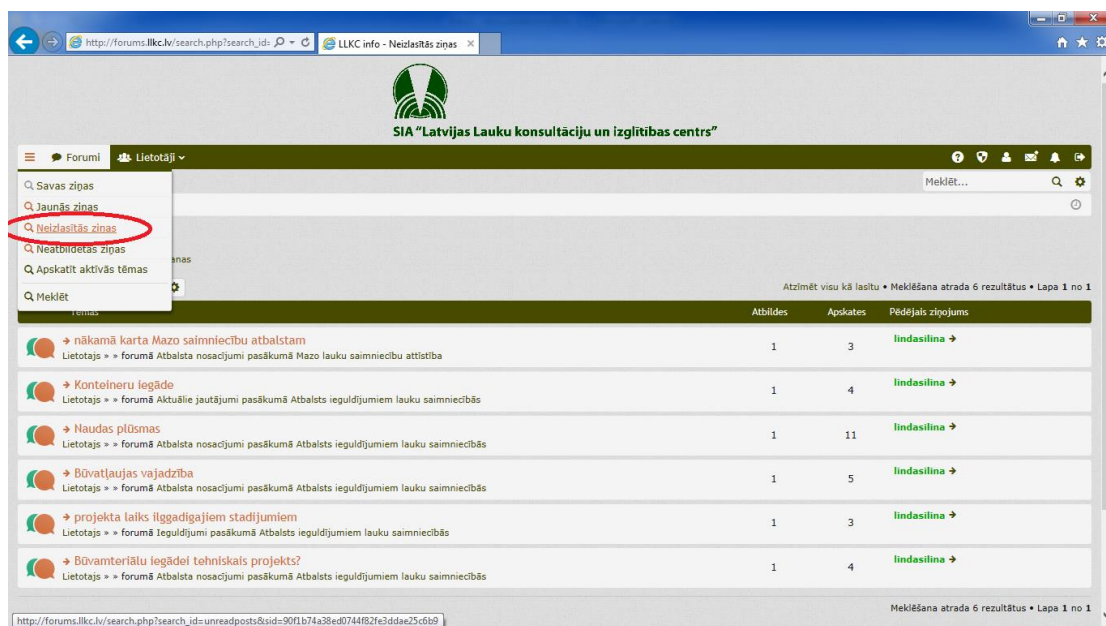 http://forums.llkc.lv/search.php?search_id=
LLKC info - Neizlasītās ziņas
SIA "Latvijas Lauku konsultāciju un izglītības centrs"
Forumi Lietotāji
Savas ziņas
Meklēt...
Jaunās ziņas
Neizlasītās ziņas
Neatbildētās ziņas
anas
Apskatīt aktīvās tēmas
Meklēt
Atzīmēt visu kā lasītu • Meklēšana atrada 6 rezultātus • Lapa 1 no 1
Tēmas Atbildes Apskates Pēdējais ziņojums
nākamā karta Mazo saimniecību atbalstam 1 3 lindasilina
Lietotajs » » forumā Atbalsta nosacījumi pasākumā Mazo lauku saimniecību attīstība
Konteineru iegāde 1 4 lindasilina
Lietotajs » » forumā Aktuālie jautājumi pasākumā Atbalsts ieguldījumiem lauku saimniecībās
Naudas plūsmas 1 11 lindasilina
Lietotajs » » forumā Atbalsta nosacījumi pasākumā Atbalsts ieguldījumiem lauku saimniecībās
Būvatļaujas vajadzība 1 5 lindasilina
Lietotajs » » forumā Atbalsta nosacījumi pasākumā Atbalsts ieguldījumiem lauku saimniecībās
projekta laiks ilggadigajiem stadijumiem 1 3 lindasilina
Lietotajs » » forumā Ieguldījumi pasākumā Atbalsts ieguldījumiem lauku saimniecībās
Būvamteriālu iegādei tehniskais projekts? 1 4 lindasilina
Lietotajs » » forumā Atbalsta nosacījumi pasākumā Atbalsts ieguldījumiem lauku saimniecībās
Meklēšana atrada 6 rezultātus • Lapa 1 no 1
http://forums.llkc.lv/search.php?search_id=unreadposts&sid=90f1b74a38ed0744f82fe3ddae25c6b9